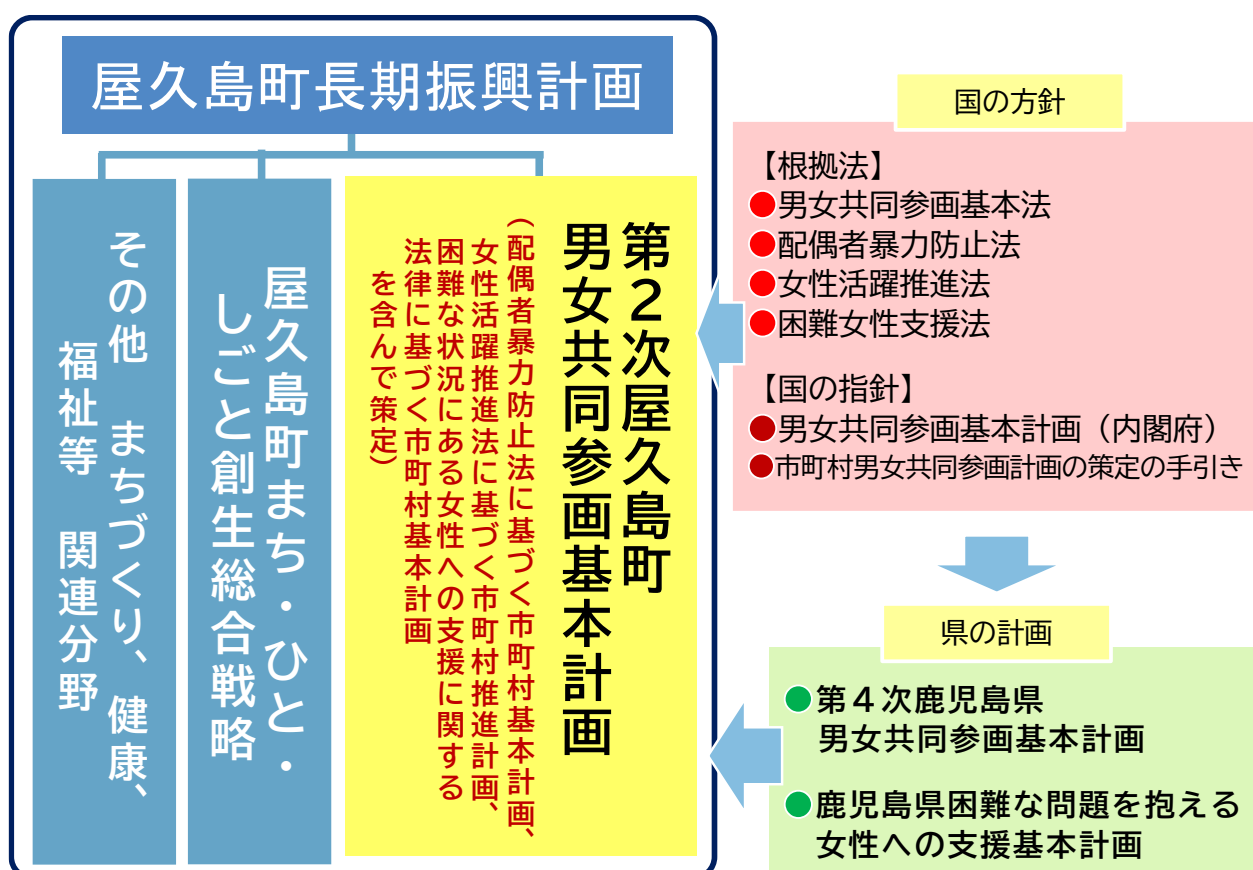 屋久島町長期振興計画
第２次屋久島町
男女共同参画基本計画
（配偶者暴力防止法に基づく市町村基本計画、
女性活躍推進法に基づく市町村推進計画、
困難な状況にある女性への支援に関する
法律に基づく市町村基本計画
を含んで策定）
屋久島町まち・ひと・
しごと創生総合戦略
その他　まちづくり、健康、
福祉等　関連分野
国の方針
【根拠法】
●男女共同参画基本法
●配偶者暴力防止法
●女性活躍推進法
●困難女性支援法
【国の指針】
●男女共同参画基本計画（内閣府）
●市町村男女共同参画計画の策定の手引き
県の計画
●第４次鹿児島県
男女共同参画基本計画
●鹿児島県困難な問題を抱える
女性への支援基本計画